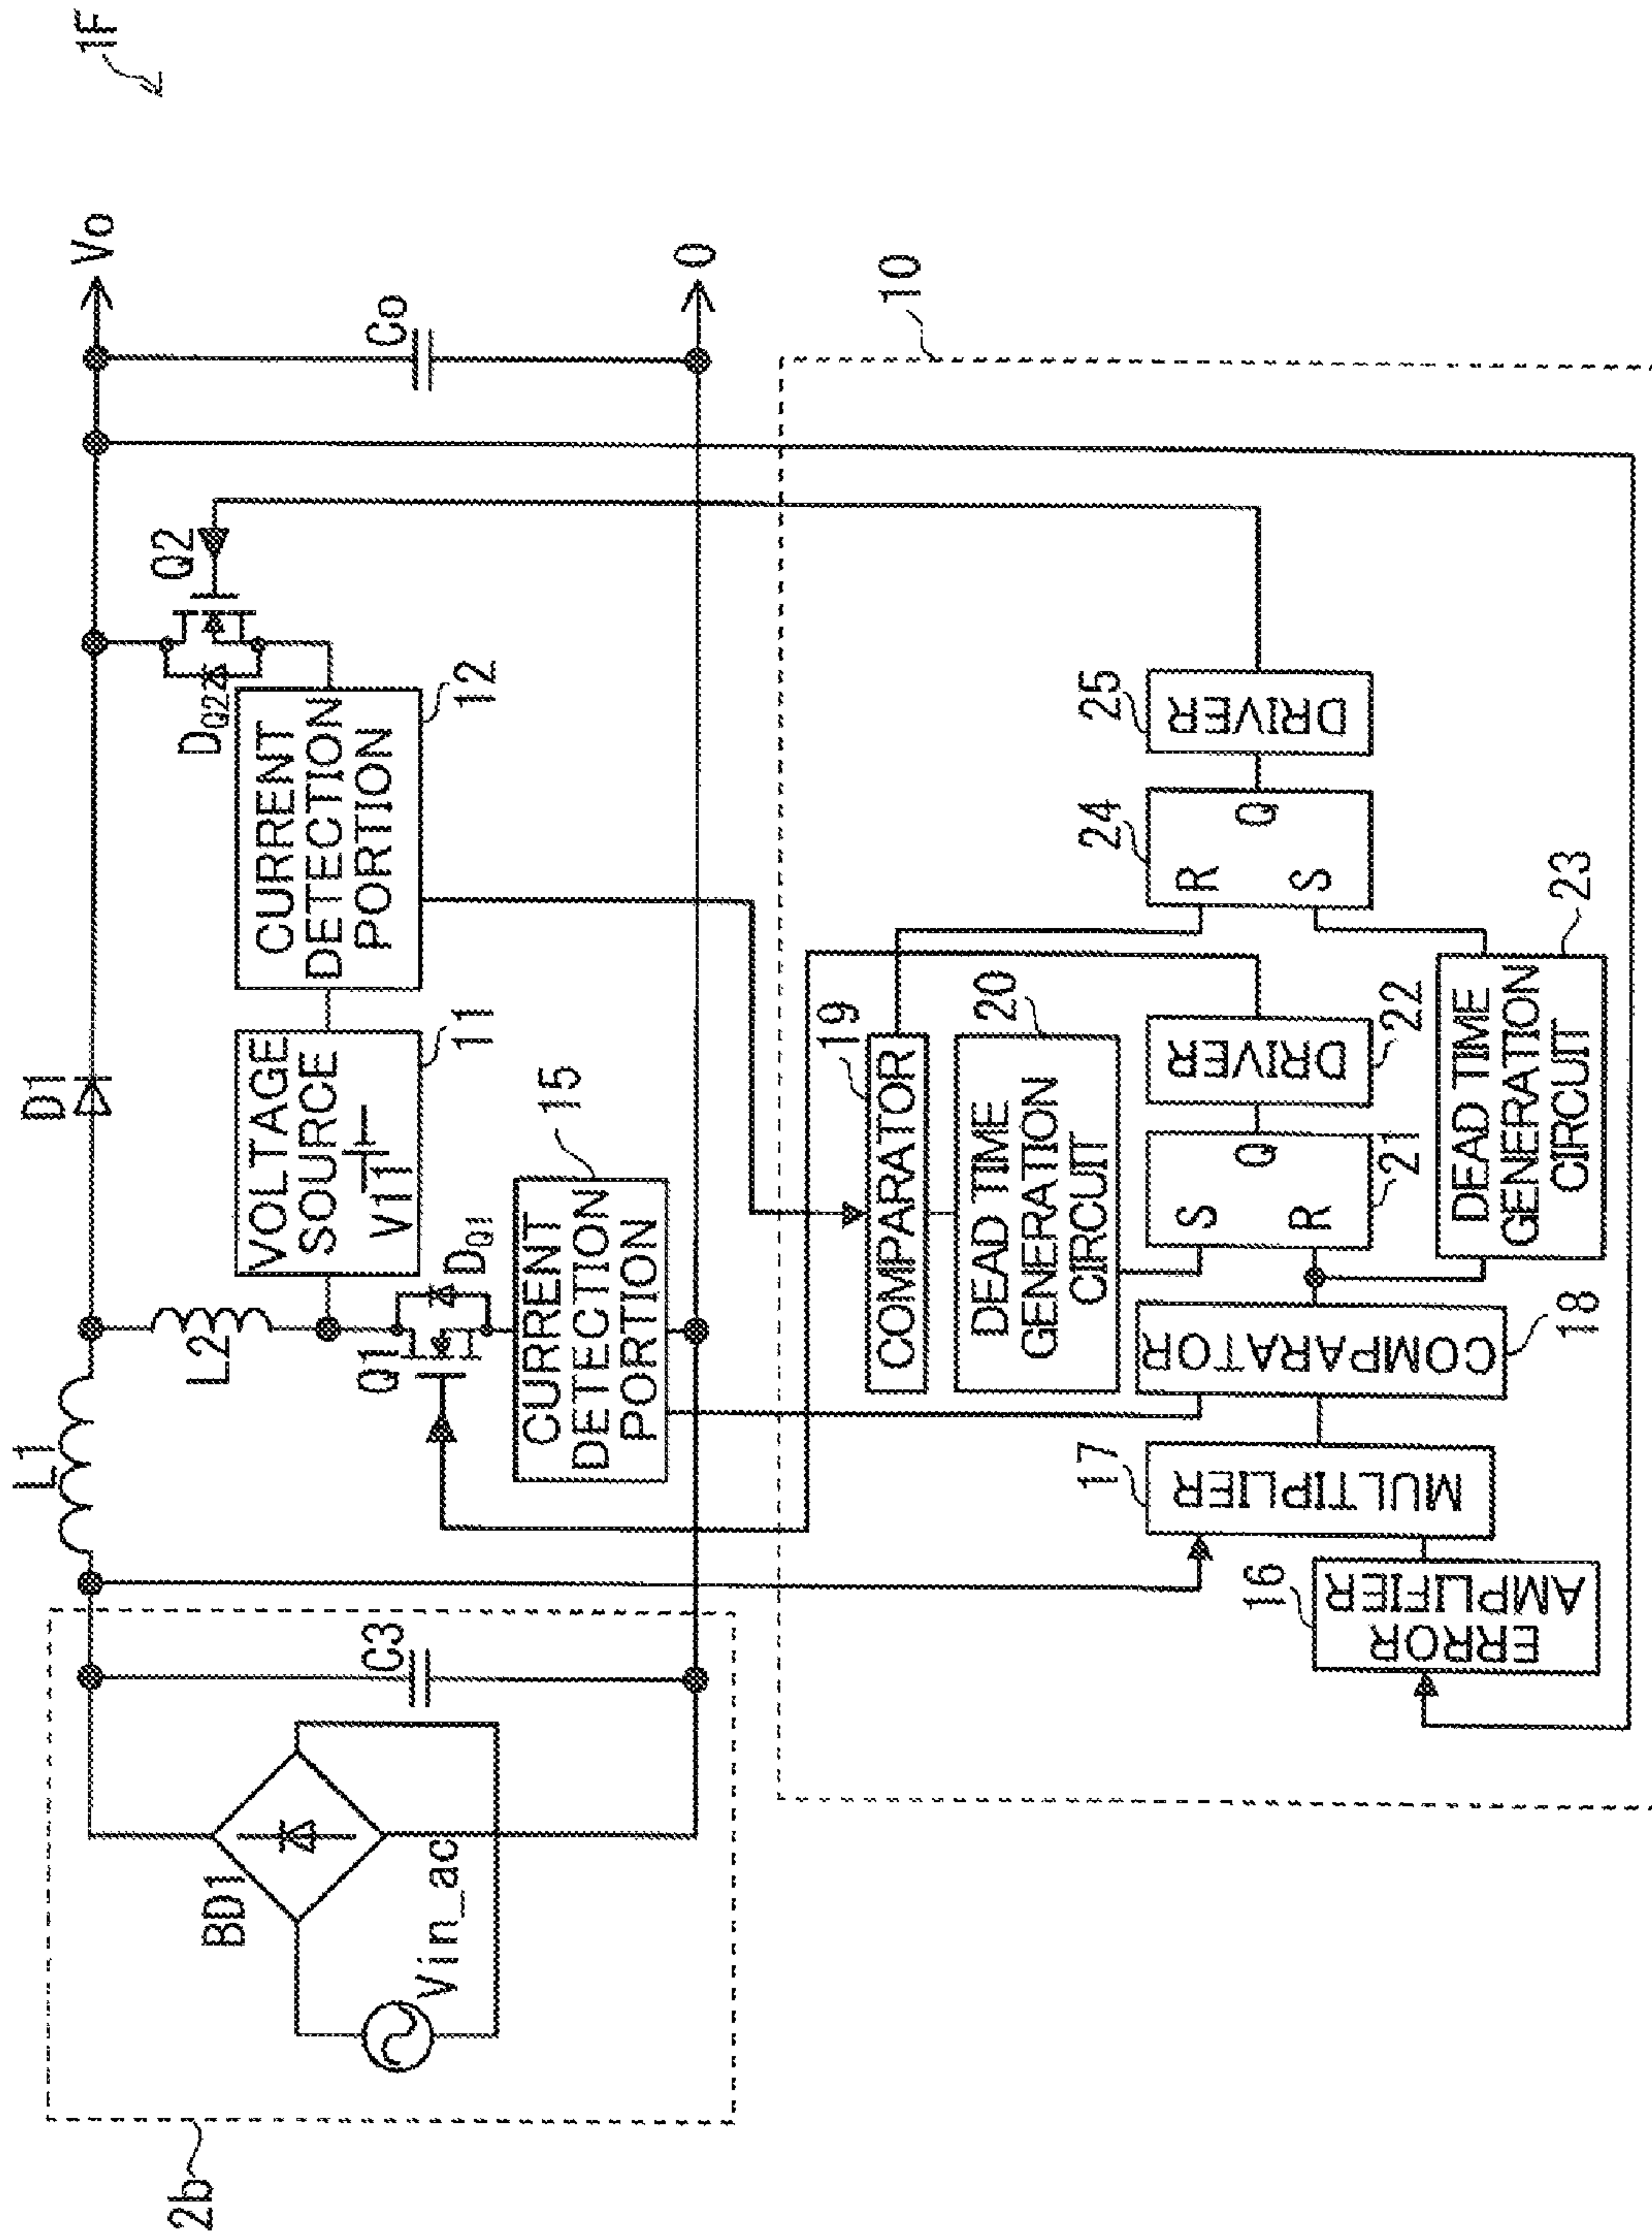 1F
L1
D1
Vo
L2
VOLTAGE
SOURCE
V11
11
CURRENT
DETECTION
PORTION
12
Q2
DQ2
Co
0
Q1
DQ1
CURRENT
DETECTION
PORTION
15
BD1
C3
Vin_ac
2b
10
COMPARATOR
19
DEAD TIME
GENERATION
CIRCUIT
20
MULTIPLIER
17
ERROR
AMPLIFIER
16
COMPARATOR
18
S
R
Q
21
DRIVER
22
DEAD TIME
GENERATION
CIRCUIT
23
R
S
Q
24
DRIVER
25